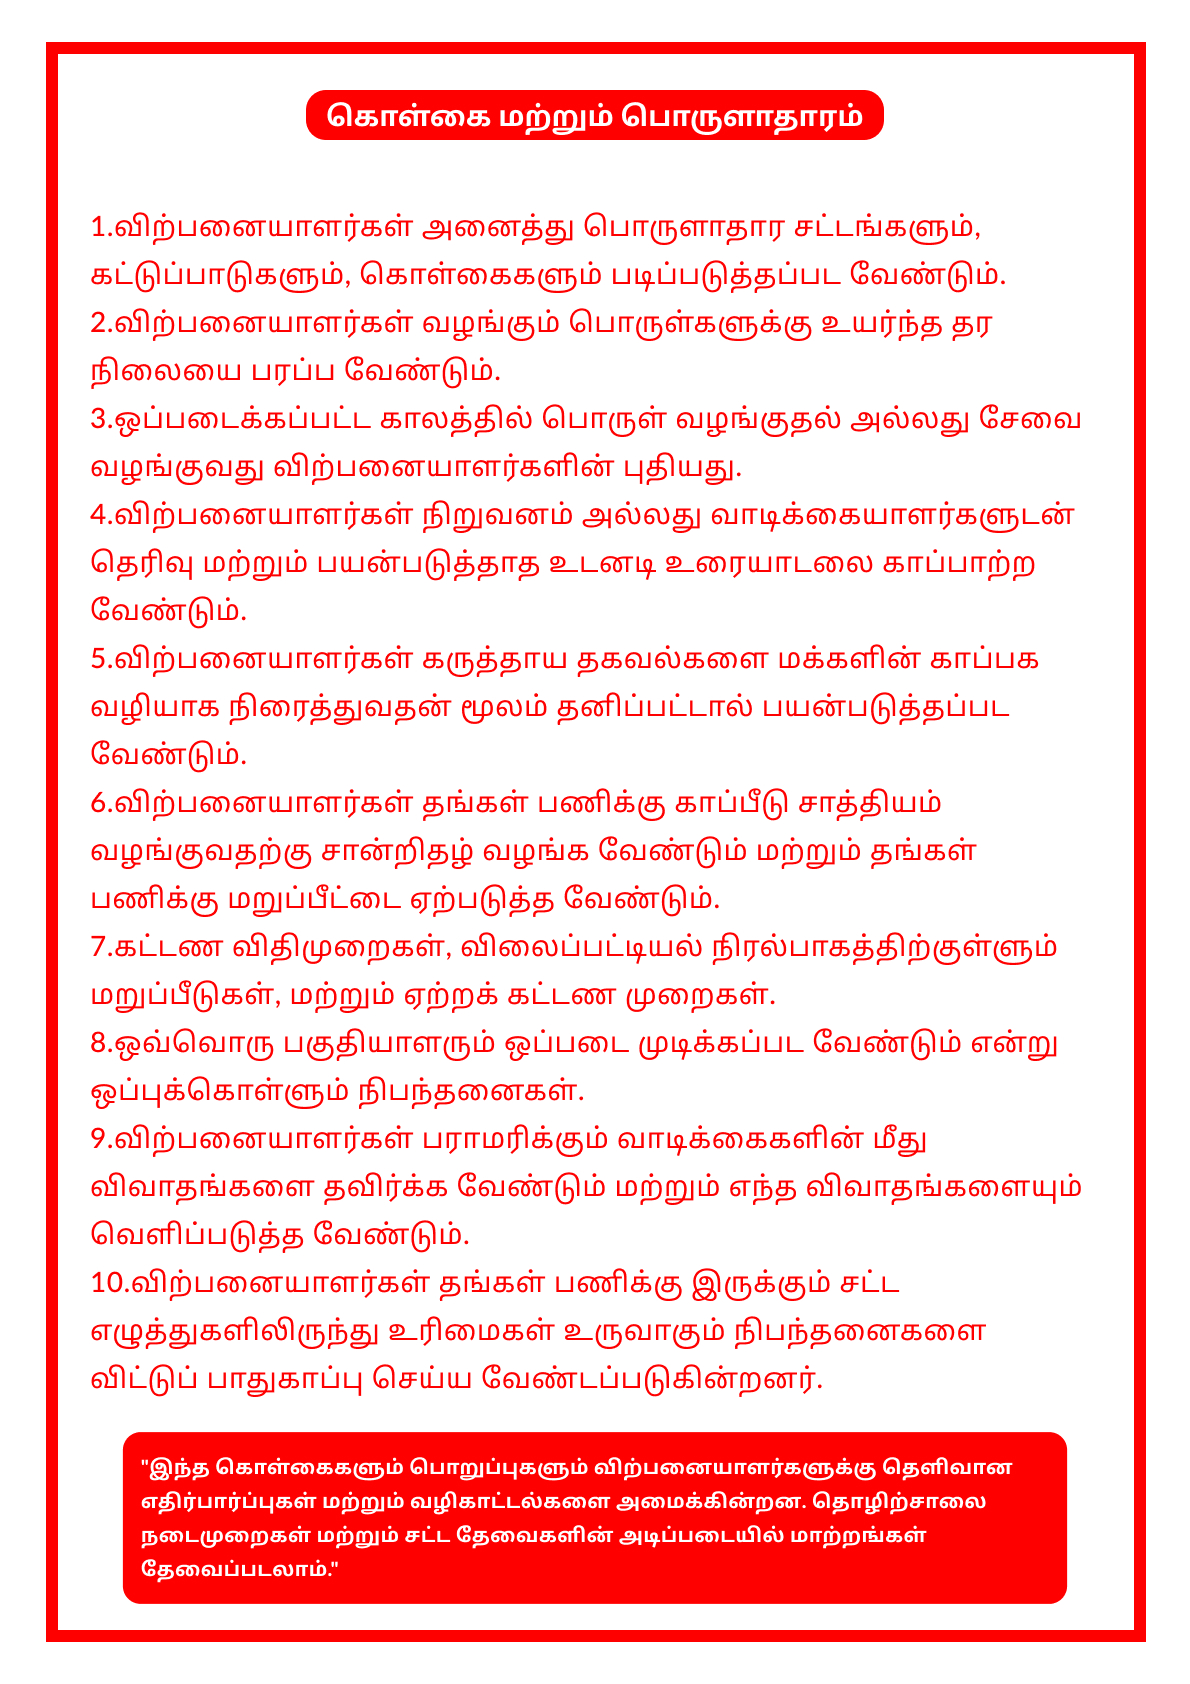 கொள்கை மற்றும் பொருளாதாரம்
1.விற்பனையாளர்கள் அனைத்து பொருளாதார சட்டங்களும்,
கட்டுப்பாடுகளும், கொள்கைகளும் படிப்படுத்தப்பட வேண்டும்.
2.விற்பனையாளர்கள் வழங்கும் பொருள்களுக்கு உயர்ந்த தர
நிலையை பரப்ப வேண்டும்.
3.ஒப்படைக்கப்பட்ட காலத்தில் பொருள் வழங்குதல் அல்லது சேவை
வழங்குவது விற்பனையாளர்களின் புதியது.
4.விற்பனையாளர்கள் நிறுவனம் அல்லது வாடிக்கையாளர்களுடன்
தெரிவு மற்றும் பயன்படுத்தாத உடனடி உரையாடலை காப்பாற்ற
வேண்டும்.
5.விற்பனையாளர்கள் கருத்தாய தகவல்களை மக்களின் காப்பக
வழியாக நிரைத்துவதன் மூலம் தனிப்பட்டால் பயன்படுத்தப்பட
வேண்டும்.
6.விற்பனையாளர்கள் தங்கள் பணிக்கு காப்பீடு சாத்தியம்
வழங்குவதற்கு சான்றிதழ் வழங்க வேண்டும் மற்றும் தங்கள்
பணிக்கு மறுப்பீட்டை ஏற்படுத்த வேண்டும்.
7.கட்டண விதிமுறைகள், விலைப்பட்டியல் நிரல்பாகத்திற்குள்ளும்
மறுப்பீடுகள், மற்றும் ஏற்றக் கட்டண முறைகள்.
8.ஒவ்வொரு பகுதியாளரும் ஒப்படை முடிக்கப்பட வேண்டும் என்று
ஒப்புக்கொள்ளும் நிபந்தனைகள்.
9.விற்பனையாளர்கள் பராமரிக்கும் வாடிக்கைகளின் மீது
விவாதங்களை தவிர்க்க வேண்டும் மற்றும் எந்த விவாதங்களையும்
வெளிப்படுத்த வேண்டும்.
10.விற்பனையாளர்கள் தங்கள் பணிக்கு இருக்கும் சட்ட
எழுத்துகளிலிருந்து உரிமைகள் உருவாகும் நிபந்தனைகளை
விட்டுப் பாதுகாப்பு செய்ய வேண்டப்படுகின்றனர்.
"இந்த கொள்கைகளும் பொறுப்புகளும் விற்பனையாளர்களுக்கு தெளிவான
எதிர்பார்ப்புகள் மற்றும் வழிகாட்டல்களை அமைக்கின்றன. தொழிற்சாலை
நடைமுறைகள் மற்றும் சட்ட தேவைகளின் அடிப்படையில் மாற்றங்கள்
தேவைப்படலாம்."